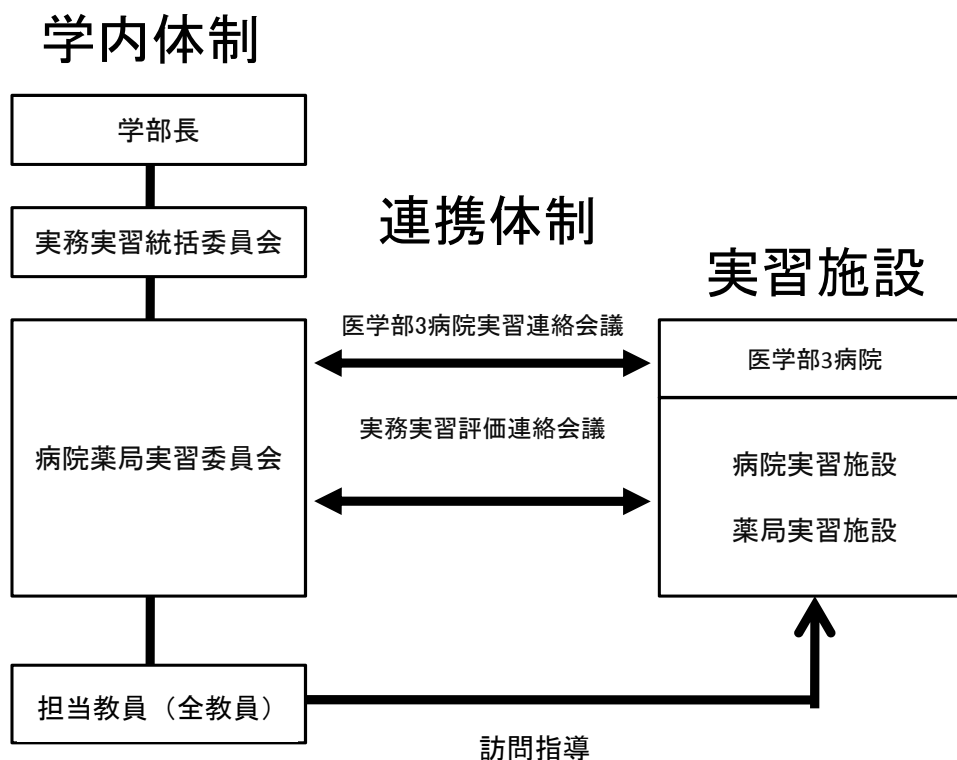 学内体制
学部長
実務実習統括委員会
病院薬局実習委員会
担当教員（全教員）
連携体制
医学部3病院実習連絡会議
実務実習評価連絡会議
訪問指導
実習施設
医学部3病院
病院実習施設
薬局実習施設